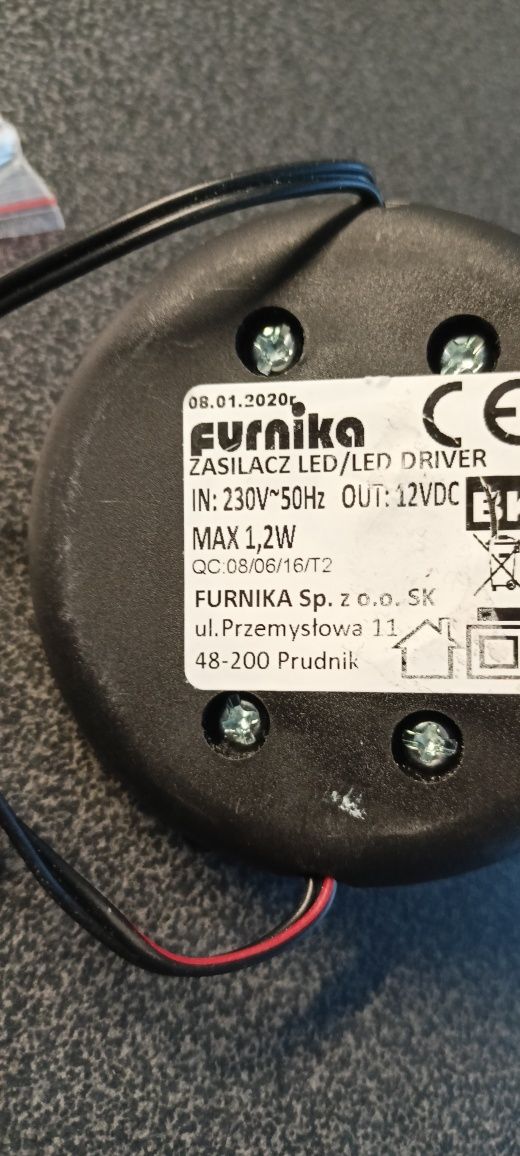 08.01.2020r.
Furnika
ZASILACZ LED/LED DRIVER
IN: 230V~50Hz OUT: 12VDC
MAX 1,2W
QC:08/06/16/T2
FURNIKA Sp. z o.o. SK
ul.Przemysłowa 11
48-200 Prudnik
CE